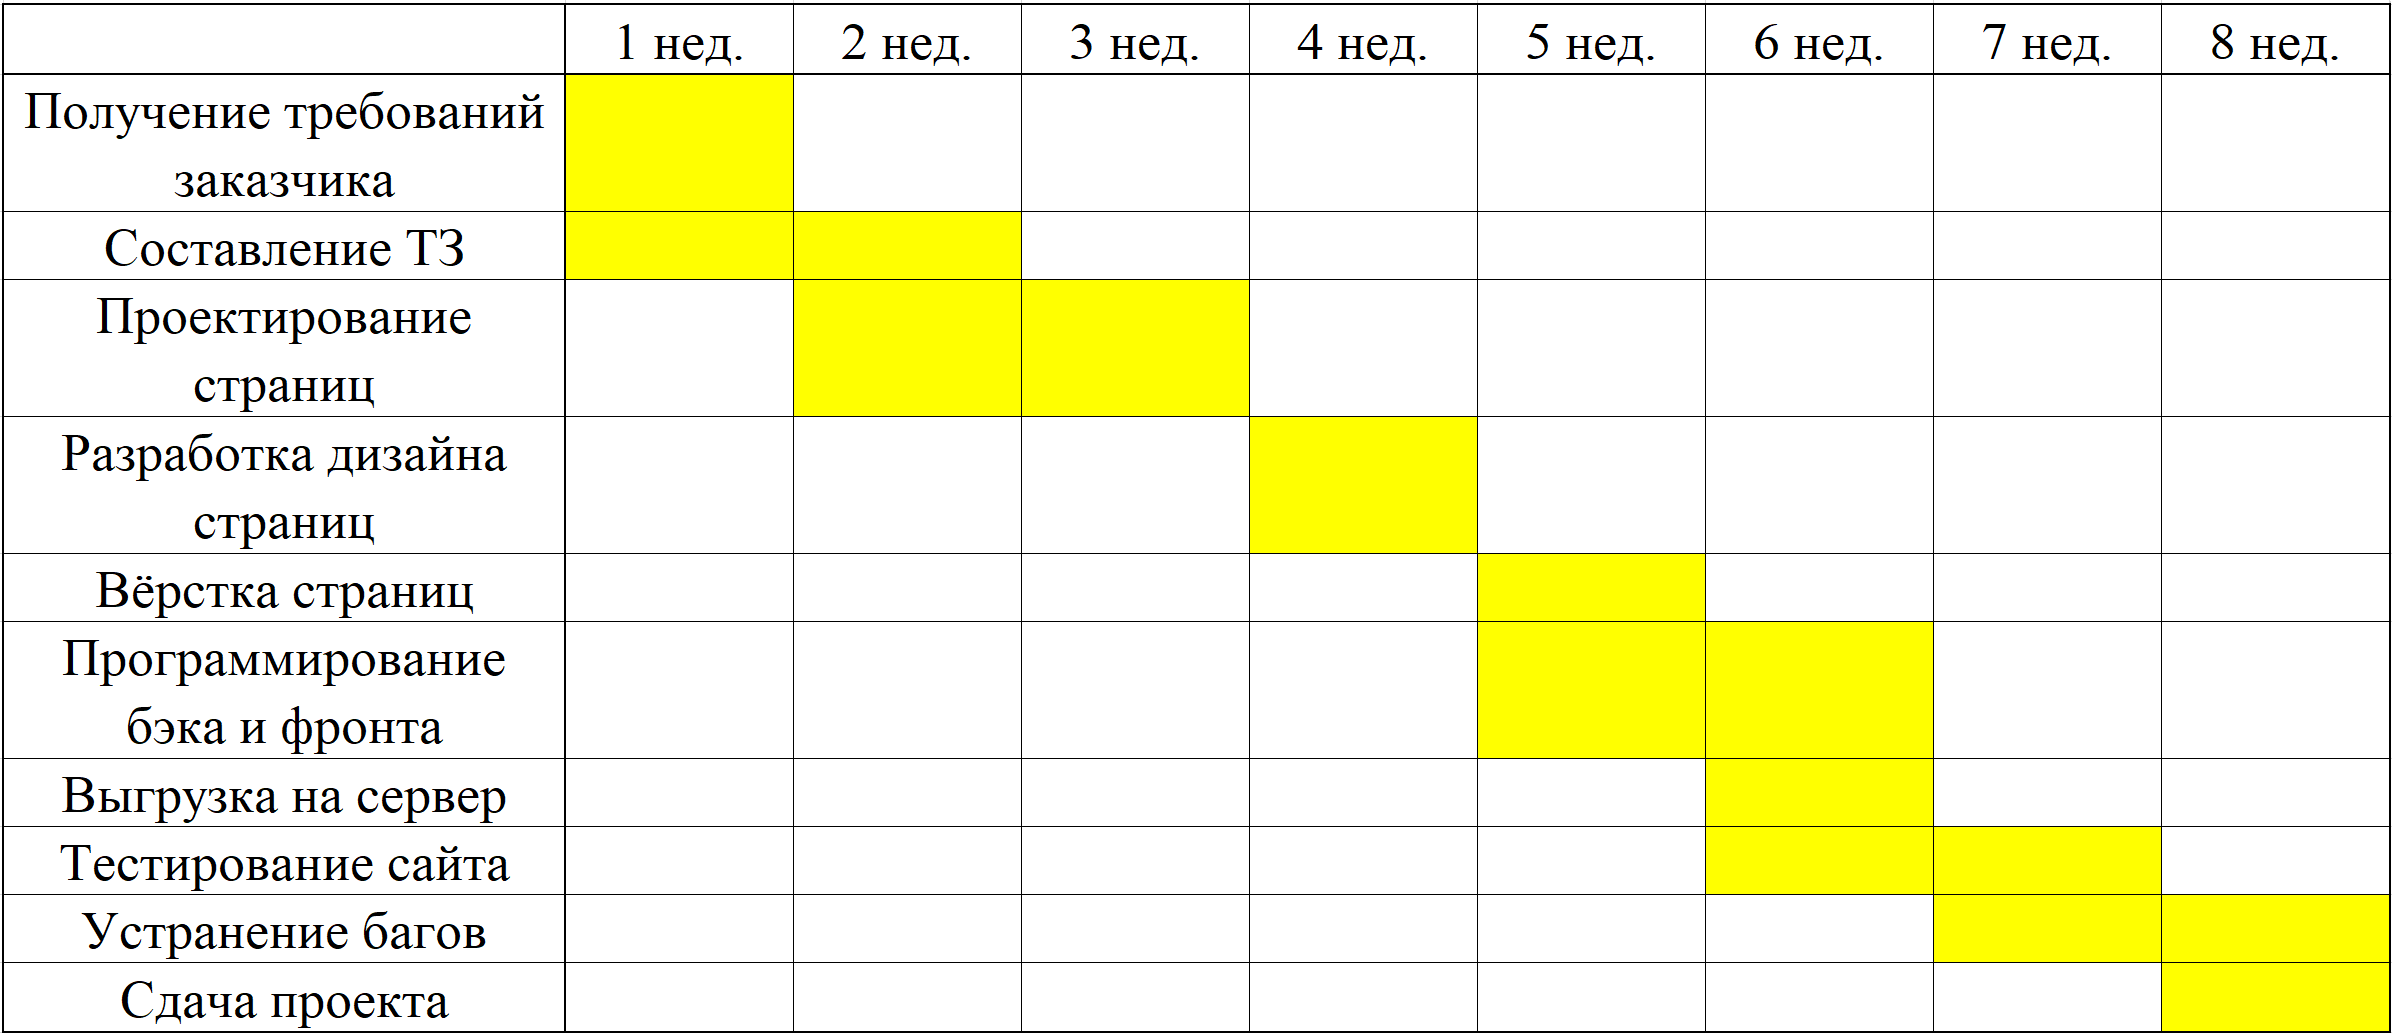 1 нед. 2 нед. 3 нед. 4 нед. 5 нед. 6 нед. 7 нед. 8 нед.
Получение требований
заказчика
Составление ТЗ
Проектирование
страниц
Разработка дизайна
страниц
Вёрстка страниц
Программирование
бэка и фронта
Выгрузка на сервер
Тестирование сайта
Устранение багов
Сдача проекта